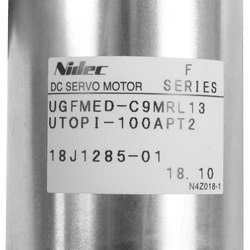 Nidec F
DC SERVO MOTOR SERIES
UGFMED-C9MRL13
UTOPI-100APT2
18J1285-01
18.10
N4Z018-1